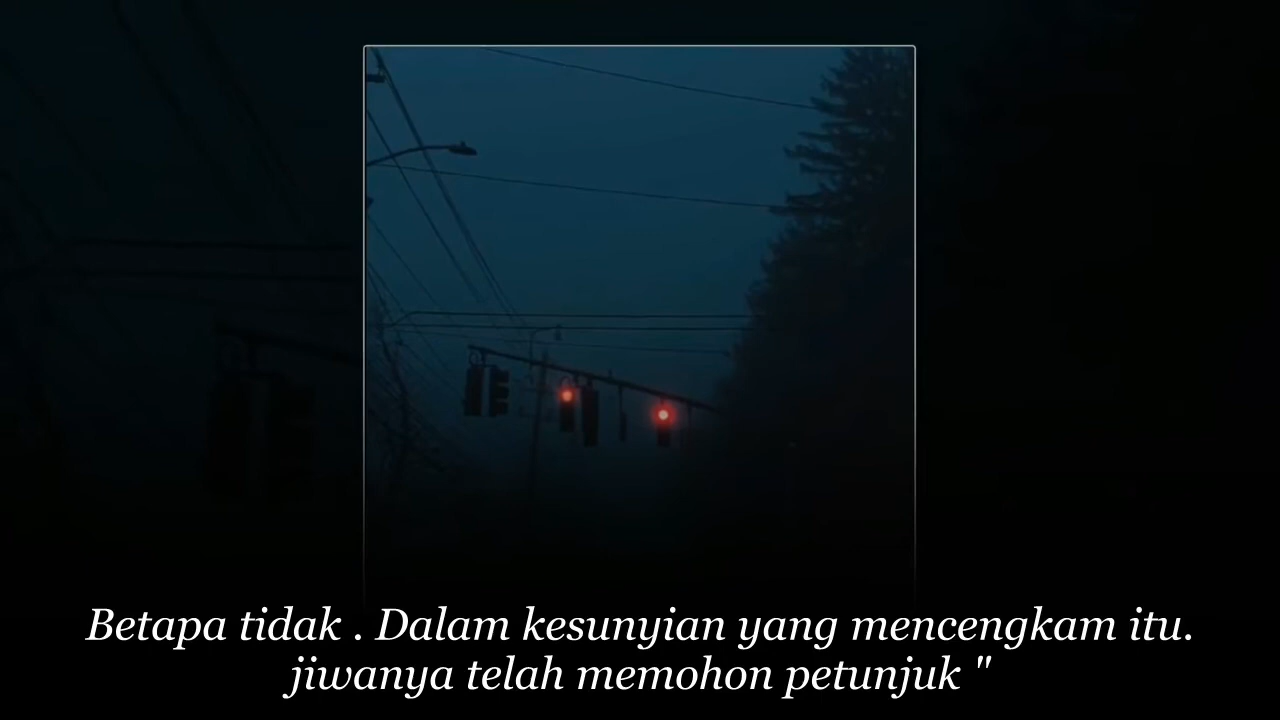 Betapa tidak . Dalam kesunyian yang mencengkam itu.
jiwanya telah memohon petunjuk "